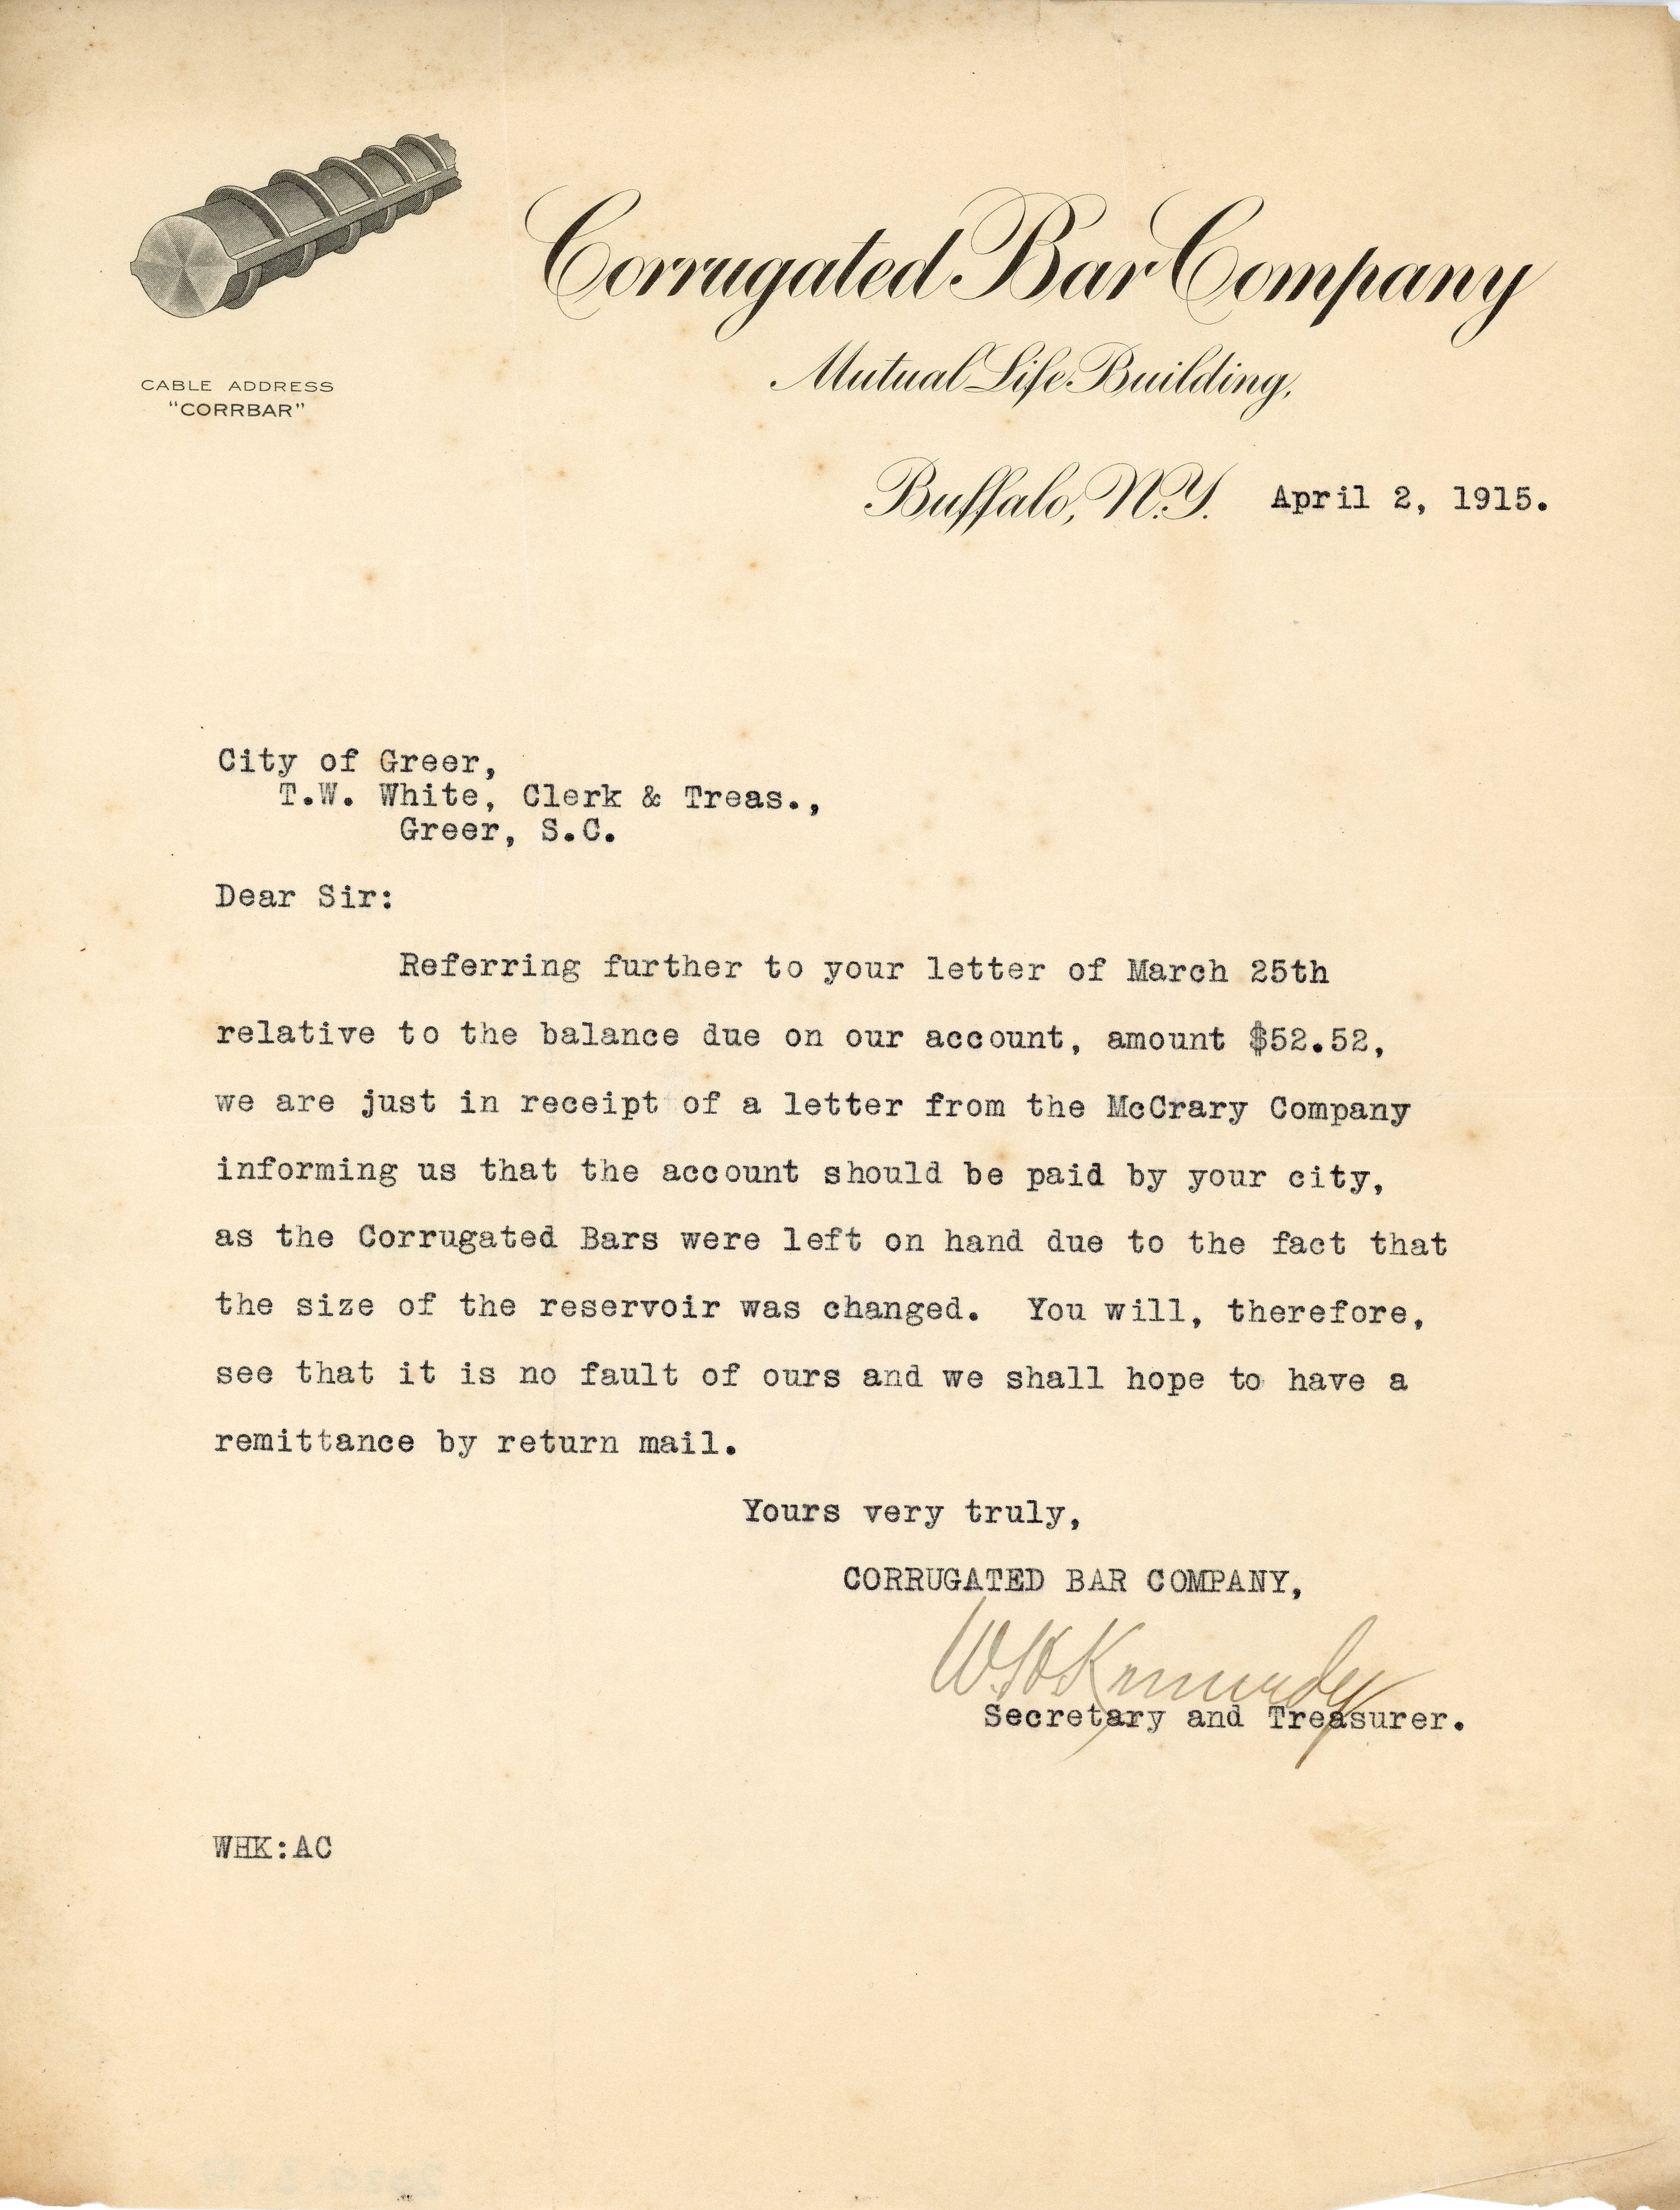 Corrugated Bar Company
CABLE ADDRESS
"CORRBAR"
Mutual Life Building,
Buffalo, N.Y. April 2, 1915.
City of Greer,
T.W. White, Clerk & Treas.,
Greer, S.C.
Dear Sir:
Referring further to your letter of March 25th
relative to the balance due on our account, amount $52.52,
we are just in receipt of a letter from the McCrary Company
informing us that the account should be paid by your city,
as the Corrugated Bars were left on hand due to the fact that
the size of the reservoir was changed. You will, therefore,
see that it is no fault of ours and we shall hope to have a
remittance by return mail.
Yours very truly,
CORRUGATED BAR COMPANY,
W.H. Kennedy
Secretary and Treasurer.
WHK:AC